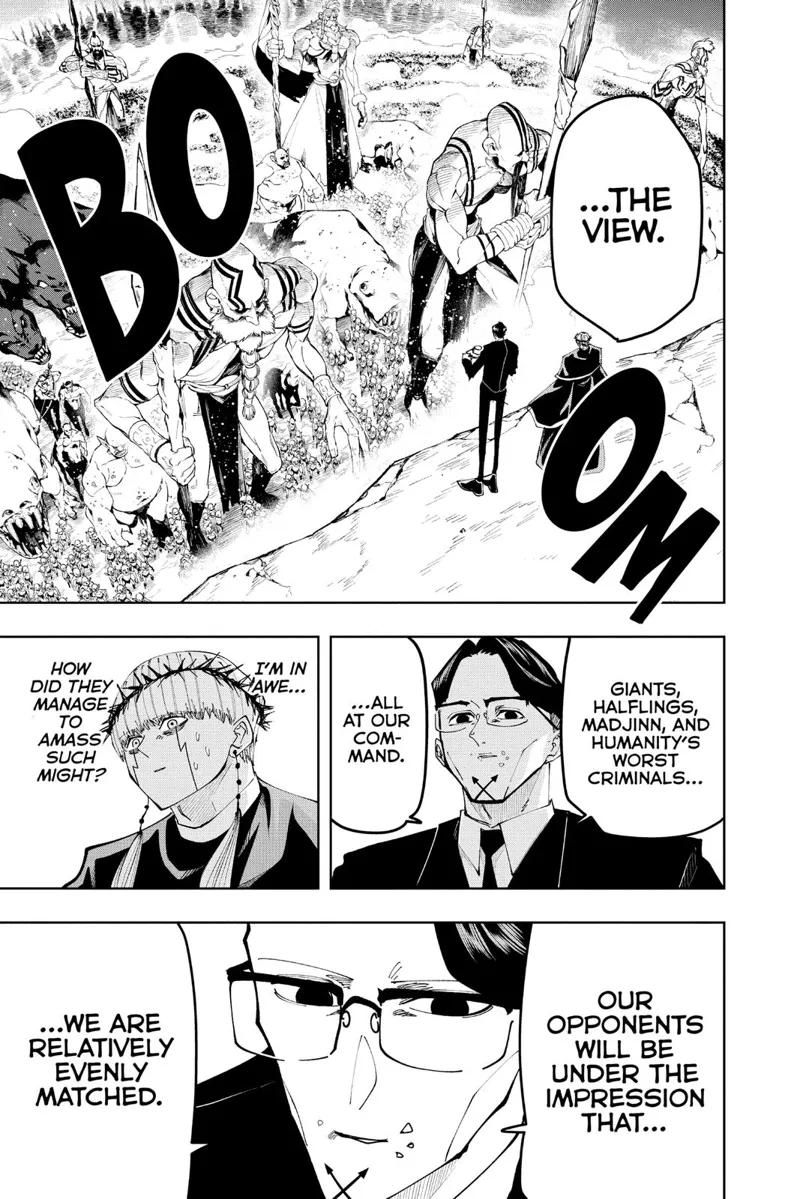 ...THE
VIEW.
BO
OM
GIANTS,
HALFLINGS,
MADJINN, AND
HUMANITY'S
WORST
CRIMINALS...
...ALL
AT OUR
COM-
MAND.
I'M IN
AWE...
HOW
DID THEY
MANAGE
TO
AMASS
SUCH
MIGHT?
OUR
OPPONENTS
WILL BE
UNDER THE
IMPRESSION
THAT...
...WE ARE
RELATIVELY
EVENLY
MATCHED.